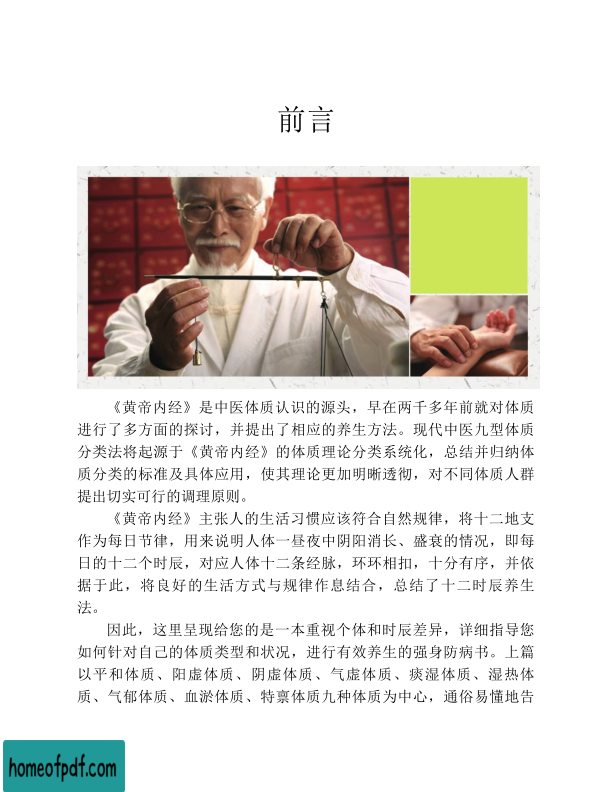 前言
《黄帝内经》是中医体质认识的源头，早在两千多年前就对体质
进行了多方面的探讨，并提出了相应的养生方法。现代中医九型体质
分类法将起源于《黄帝内经》的体质理论分类系统化，总结并归纳体
质分类的标准及具体应用，使其理论更加明晰透彻，对不同体质人群
提出切实可行的调理原则。
《黄帝内经》主张人的生活习惯应该符合自然规律，将十二地支
作为每日节律，用来说明人体一昼夜中阴阳消长、盛衰的情况，即每
日的十二个时辰，对应人体十二条经脉，环环相扣，十分有序，并依
据于此，将良好的生活方式与规律作息结合，总结了十二时辰养生
法。
因此，这里呈现给您的是一本重视个体和时辰差异，详细指导您
如何针对自己的体质类型和状况，进行有效养生的强身防病书。上篇
以平和体质、阳虚体质、阴虚体质、气虚体质、痰湿体质、湿热体
质、气郁体质、血淤体质、特禀体质九种体质为中心，通俗易懂地告
homeofpdf.com